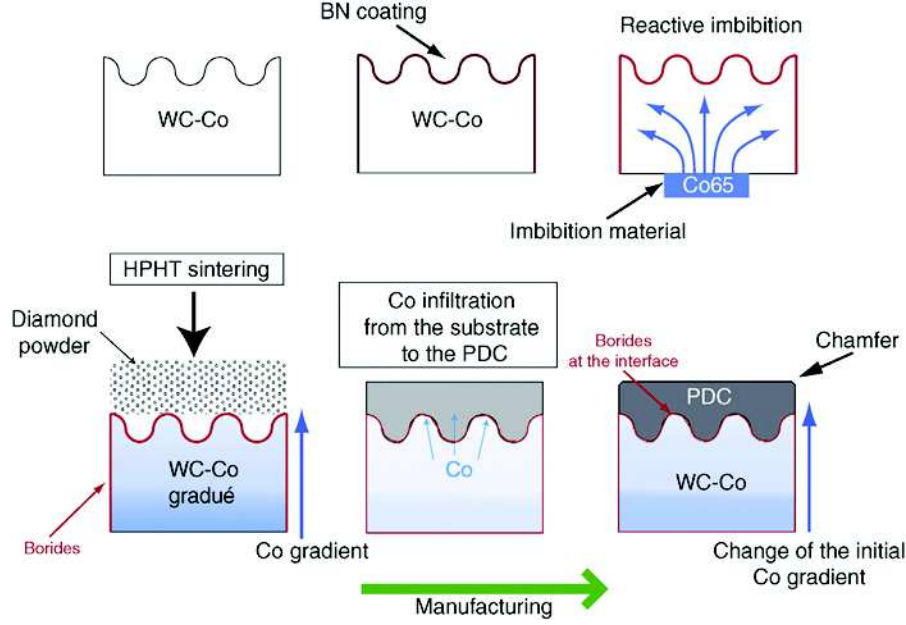 BN coating
Reactive imbibition
WC-Co
WC-Co
Co65
Imbibition material
HPHT sintering
Diamond
powder
Co infiltration
from the substrate
to the PDC
Borides
at the interface
Chamfer
PDC
WC-Co
gradué
Co
WC-Co
Borides
Co gradient
Change of the initial
Co gradient
Manufacturing